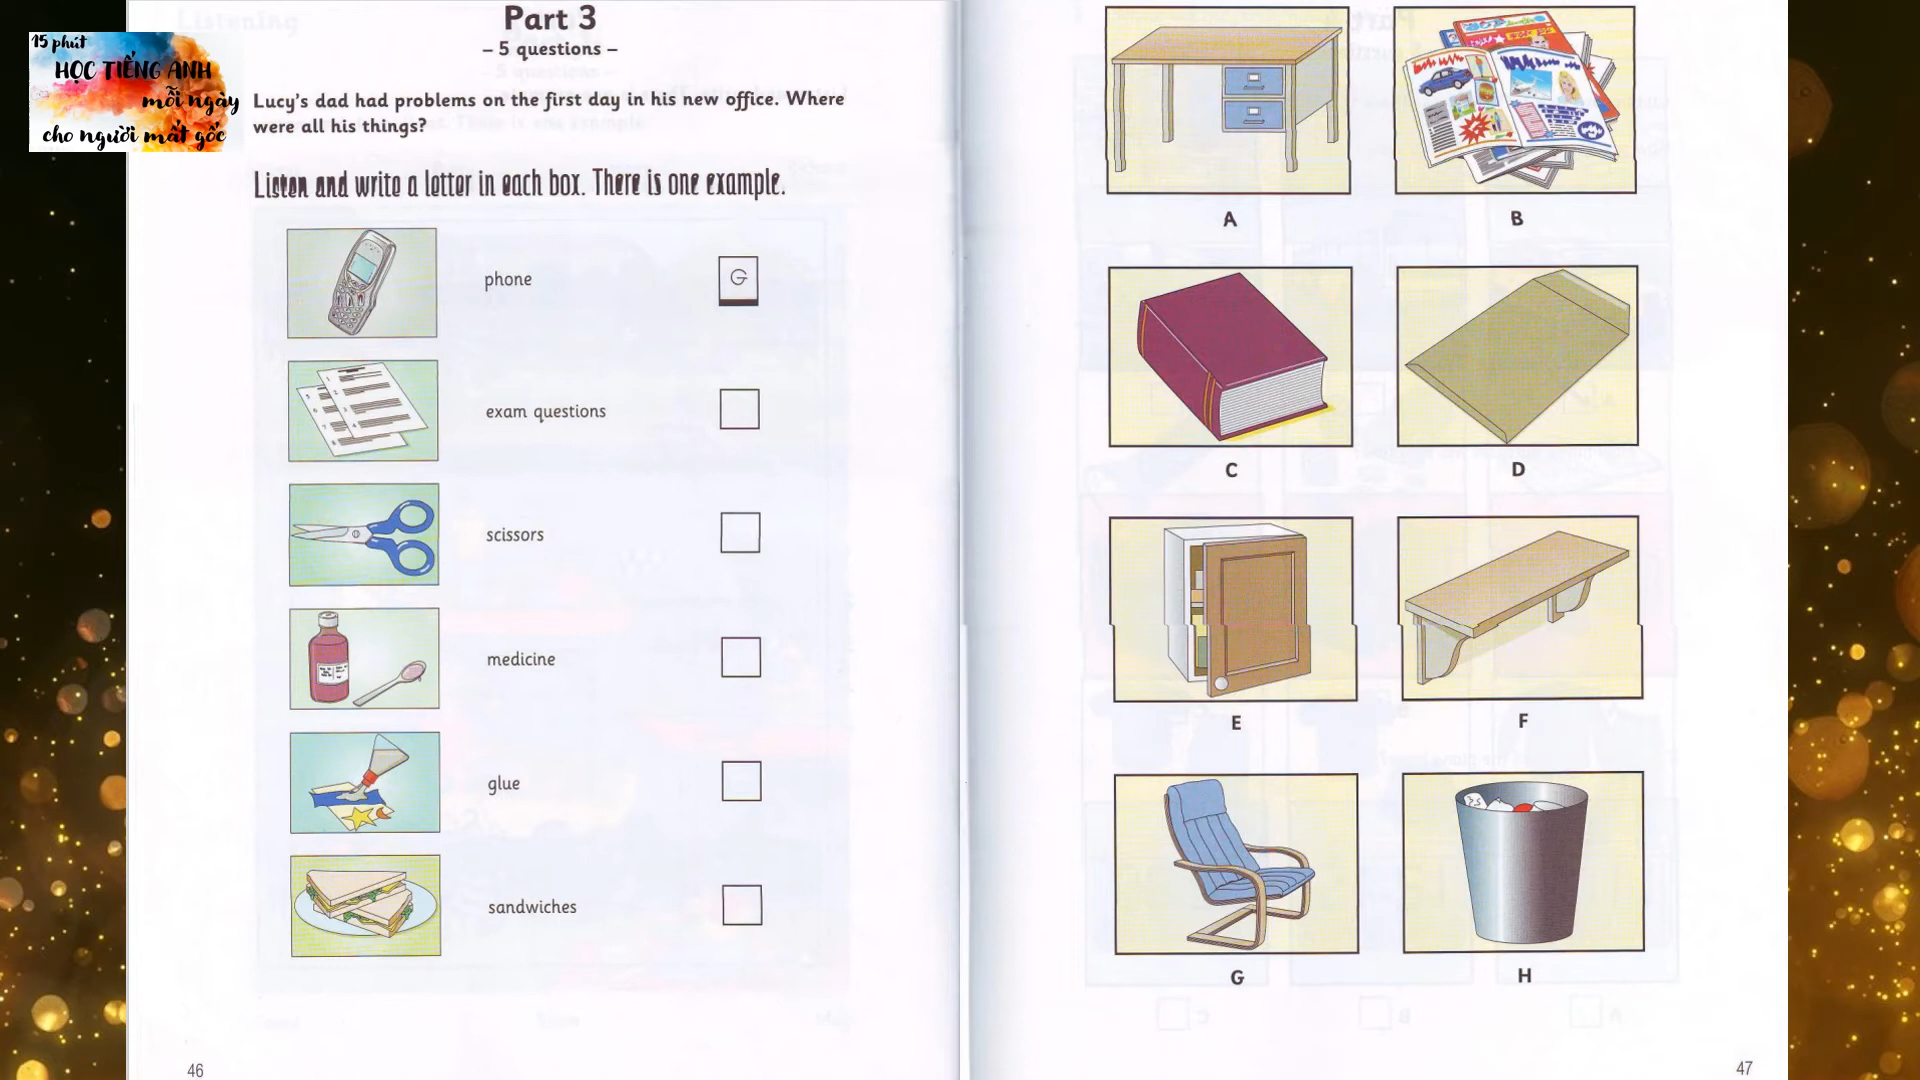 15 phút
HỌC TIẾNG ANH
mỗi ngày
cho người mất gốc
Part 3
– 5 questions –
Lucy's dad had problems on the first day in his new office. Where
were all his things?
Listen and write a letter in each box. There is one example.
phone
G
exam questions
scissors
medicine
glue
sandwiches
46
A
B
C
D
E
F
G
H
47